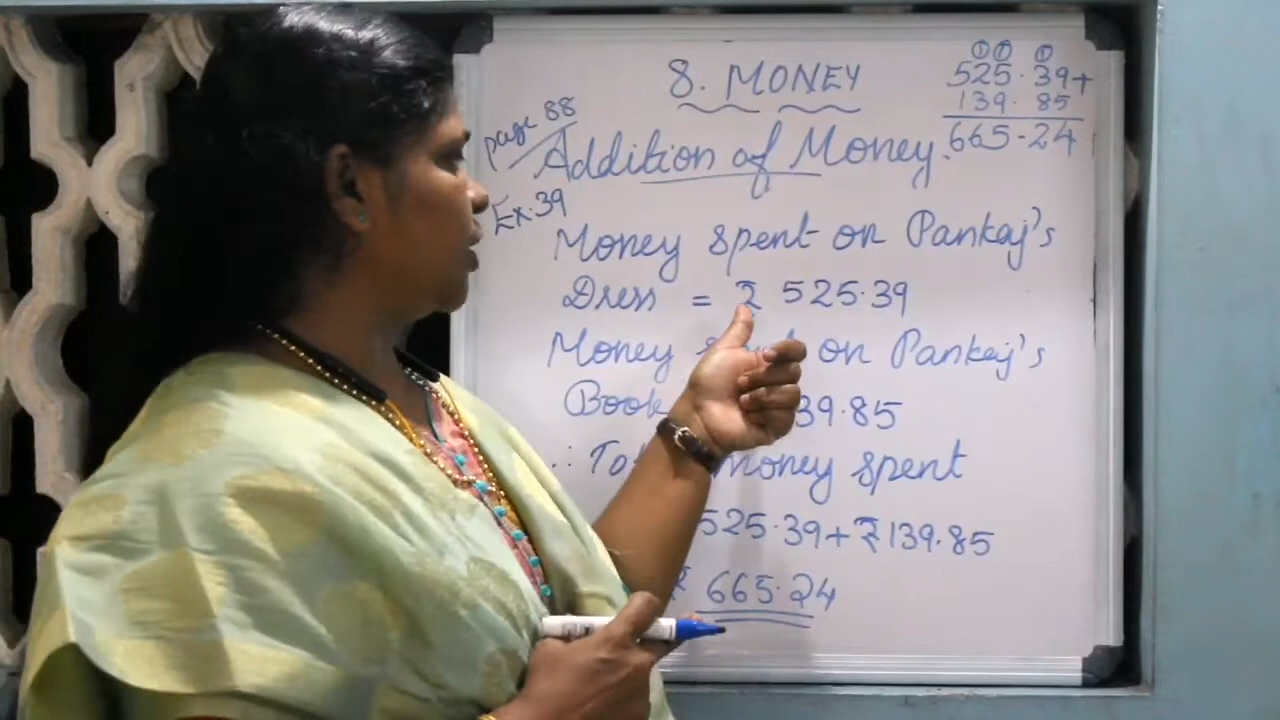 8. MONEY
page 88
Addition of Money.
Ex.39
① ① ①
525.39+
139.85
665.24
Money spent on Pankaj's
Dress = ₹ 525.39
Money on Pankaj's
Book 39.85
∴ money spent
525.39+₹139.85
₹ 665.24